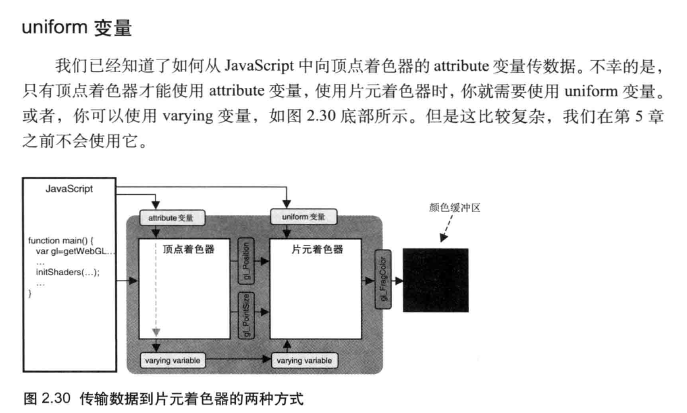 uniform 变量
我们已经知道了如何从 JavaScript 中向顶点着色器的 attribute 变量传数据。不幸的是，
只有顶点着色器才能使用 attribute 变量，使用片元着色器时，你就需要使用 uniform 变量。
或者，你可以使用 varying 变量，如图 2.30 底部所示。但是这比较复杂，我们在第 5 章
之前不会使用它。
JavaScript
function main() {
var gl=getWebGL...
...
initShaders(...);
...
}
attribute 变量
uniform 变量
顶点着色器
片元着色器
gl_Position
gl_PointSize
gl_FragColor
颜色缓冲区
varying variable
varying variable
图 2.30 传输数据到片元着色器的两种方式